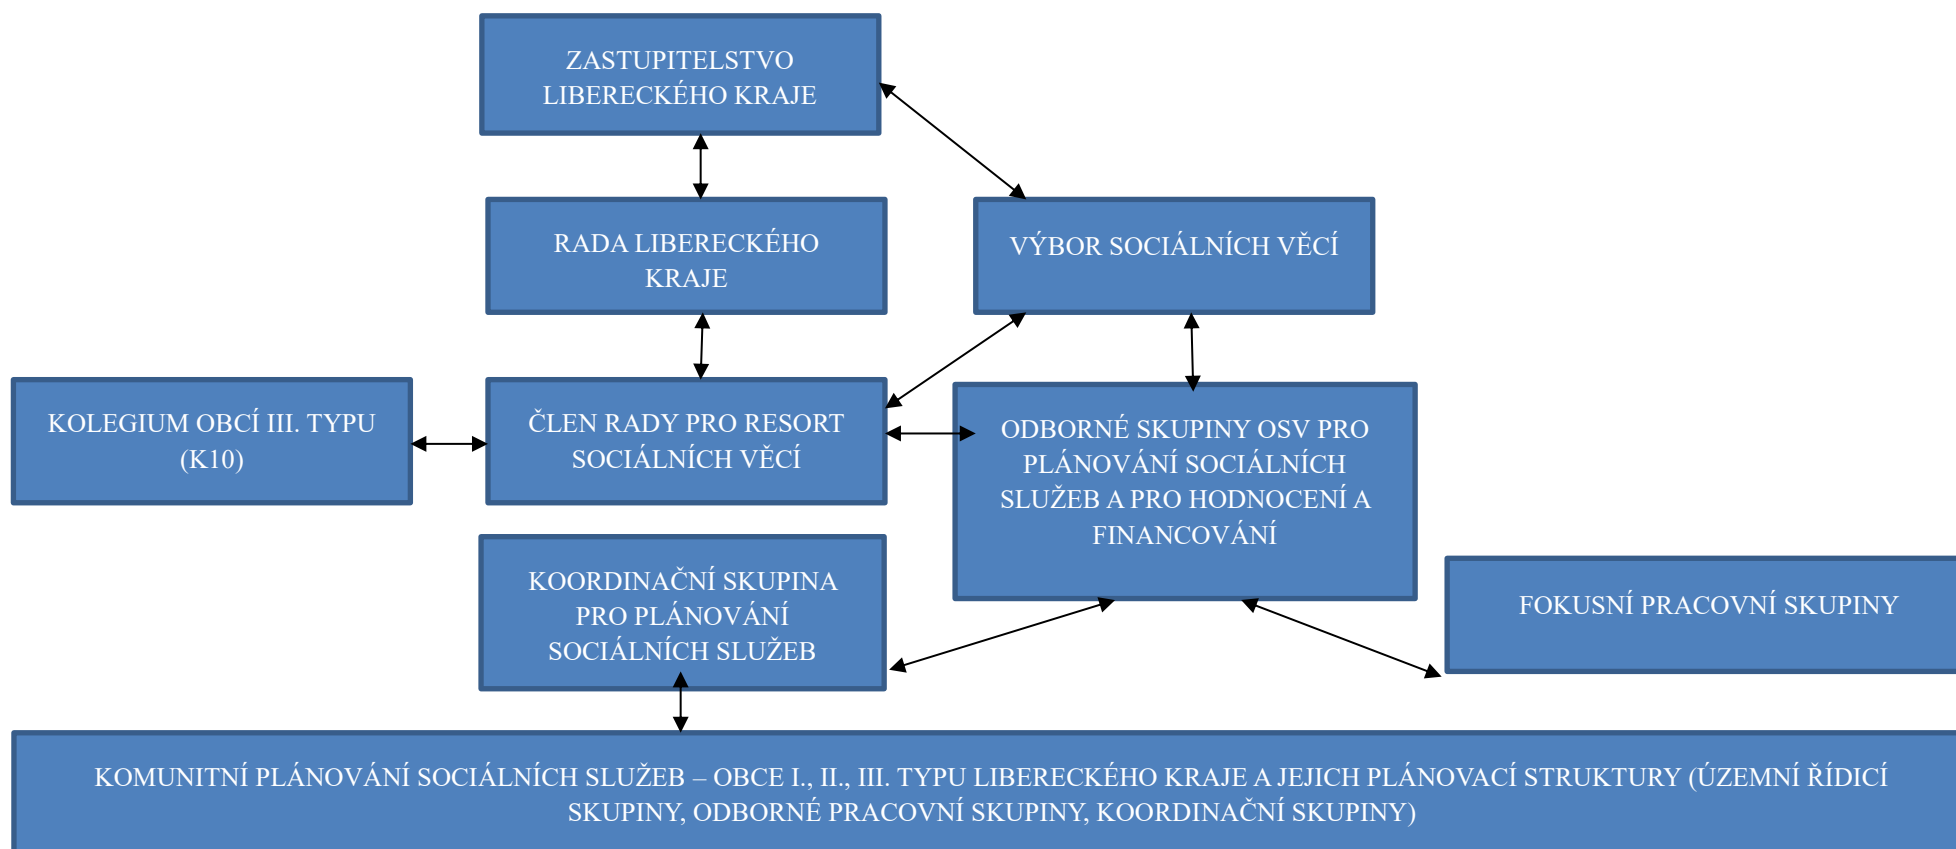 ZASTUPITELSTVO
LIBERECKÉHO KRAJE
RADA LIBERECKÉHO
KRAJE
VÝBOR SOCIÁLNÍCH VĚCÍ
KOLEGIUM OBCÍ III. TYPU
(K10)
ČLEN RADY PRO RESORT
SOCIÁLNÍCH VĚCÍ
ODBORNÉ SKUPINY OSV PRO
PLÁNOVÁNÍ SOCIÁLNÍCH
SLUŽEB A PRO HODNOCENÍ A
FINANCOVÁNÍ
KOORDINAČNÍ SKUPINA
PRO PLÁNOVÁNÍ
SOCIÁLNÍCH SLUŽEB
FOKUSNÍ PRACOVNÍ SKUPINY
KOMUNITNÍ PLÁNOVÁNÍ SOCIÁLNÍCH SLUŽEB – OBCE I., II., III. TYPU LIBERECKÉHO KRAJE A JEJICH PLÁNOVACÍ STRUKTURY (ÚZEMNÍ ŘÍDICÍ
SKUPINY, ODBORNÉ PRACOVNÍ SKUPINY, KOORDINAČNÍ SKUPINY)